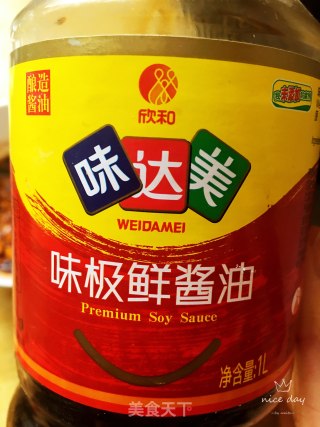 酿造
酱油
欣和
味达美
WEIDAMEI
味极鲜酱油
Premium Soy Sauce
净含量:1L
nice day
美食天下